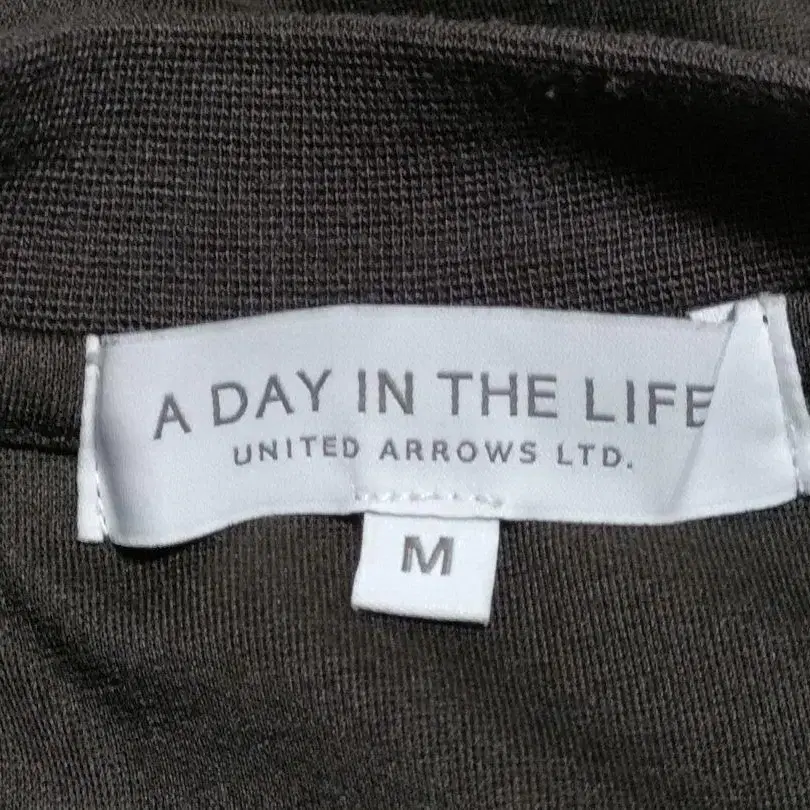 A DAY IN THE LIFE
UNITED ARROWS LTD.
M